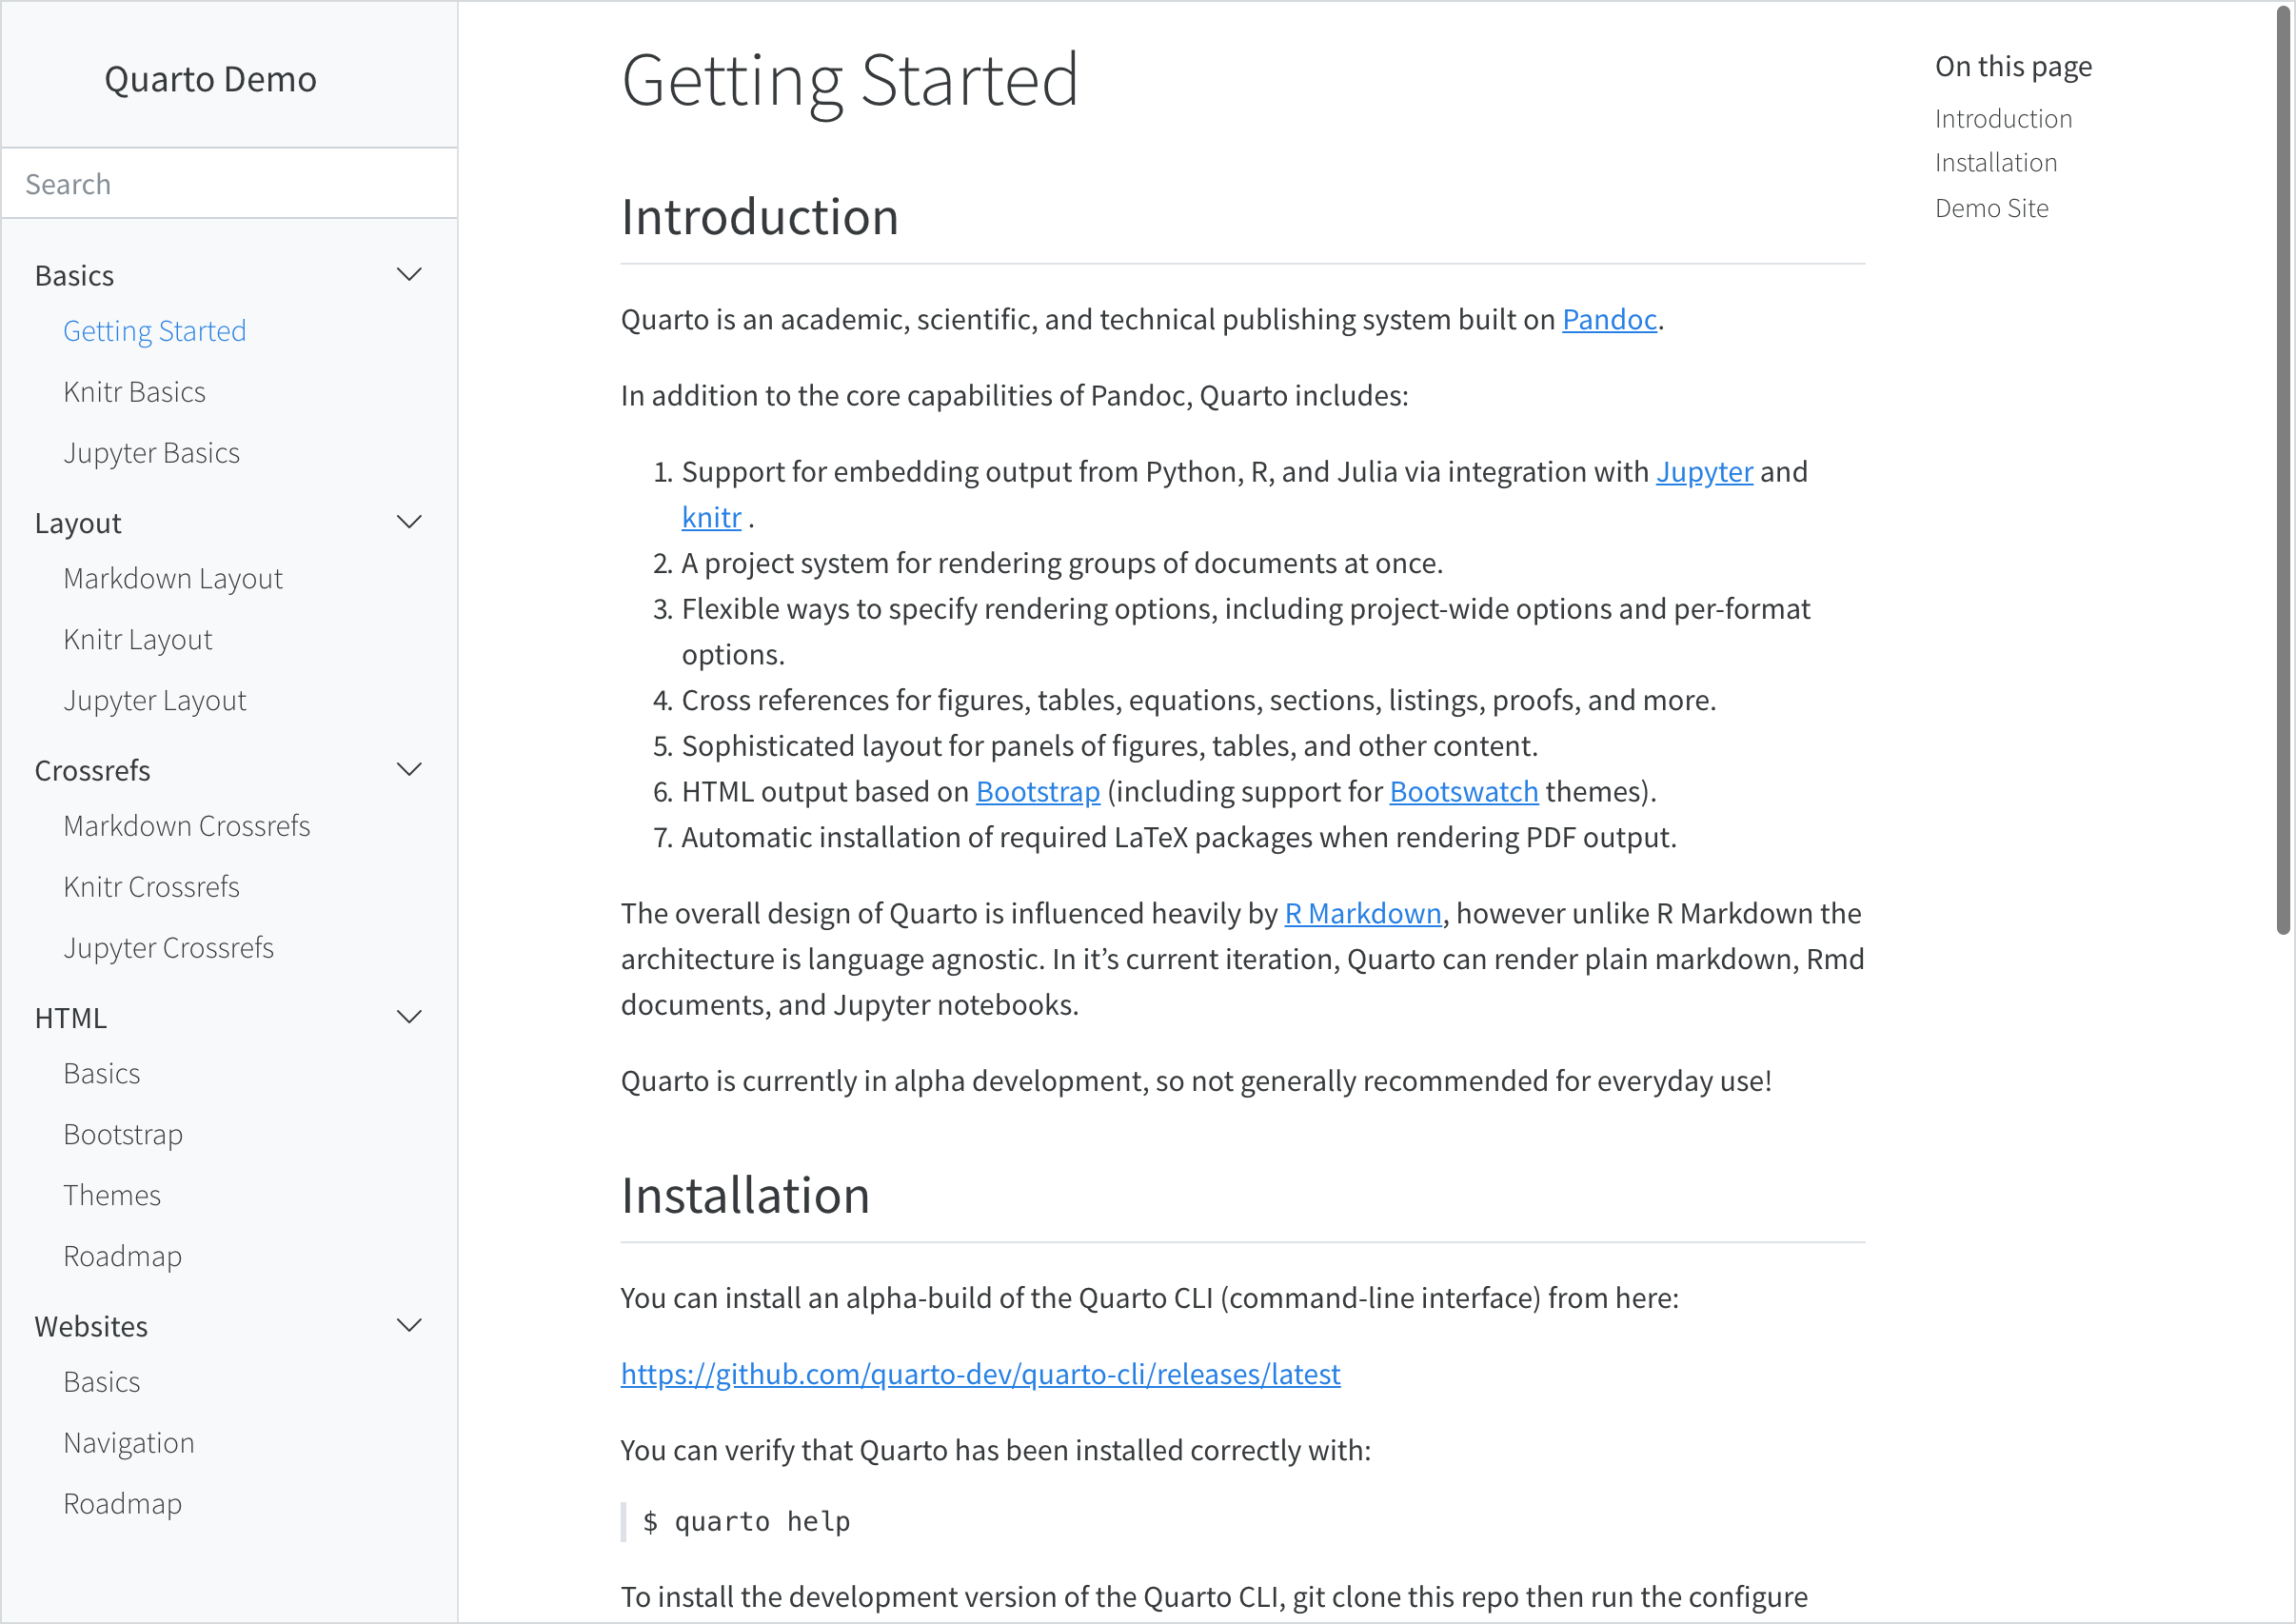 Quarto Demo
Search
Basics
Getting Started
Knitr Basics
Jupyter Basics
Layout
Markdown Layout
Knitr Layout
Jupyter Layout
Crossrefs
Markdown Crossrefs
Knitr Crossrefs
Jupyter Crossrefs
HTML
Basics
Bootstrap
Themes
Roadmap
Websites
Basics
Navigation
Roadmap
Getting Started
Introduction
Quarto is an academic, scientific, and technical publishing system built on Pandoc.
In addition to the core capabilities of Pandoc, Quarto includes:
1. Support for embedding output from Python, R, and Julia via integration with Jupyter and
knitr .
2. A project system for rendering groups of documents at once.
3. Flexible ways to specify rendering options, including project-wide options and per-format
options.
4. Cross references for figures, tables, equations, sections, listings, proofs, and more.
5. Sophisticated layout for panels of figures, tables, and other content.
6. HTML output based on Bootstrap (including support for Bootswatch themes).
7. Automatic installation of required LaTeX packages when rendering PDF output.
The overall design of Quarto is influenced heavily by R Markdown, however unlike R Markdown the
architecture is language agnostic. In it’s current iteration, Quarto can render plain markdown, Rmd
documents, and Jupyter notebooks.
Quarto is currently in alpha development, so not generally recommended for everyday use!
Installation
You can install an alpha-build of the Quarto CLI (command-line interface) from here:
https://github.com/quarto-dev/quarto-cli/releases/latest
You can verify that Quarto has been installed correctly with:
$ quarto help
To install the development version of the Quarto CLI, git clone this repo then run the configure
On this page
Introduction
Installation
Demo Site